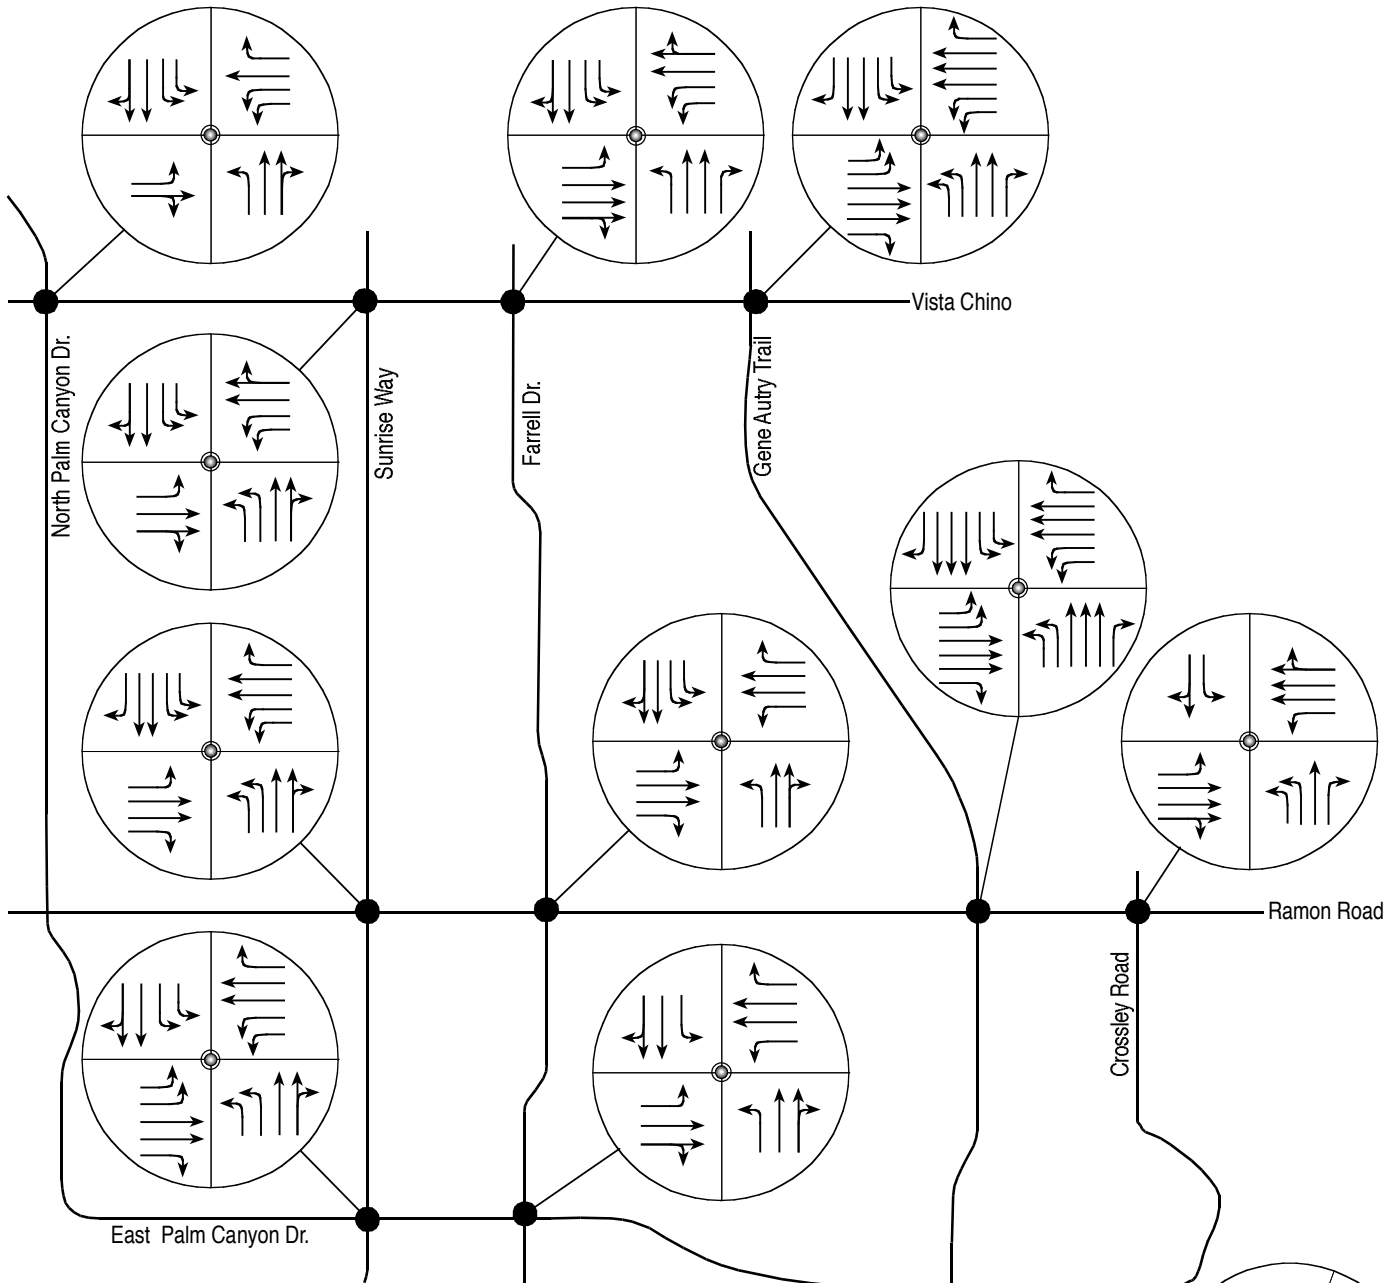 Vista Chino
North Palm Canyon Dr.
Sunrise Way
Farrell Dr.
Gene Autry Trail
Ramon Road
Crossley Road
East Palm Canyon Dr.